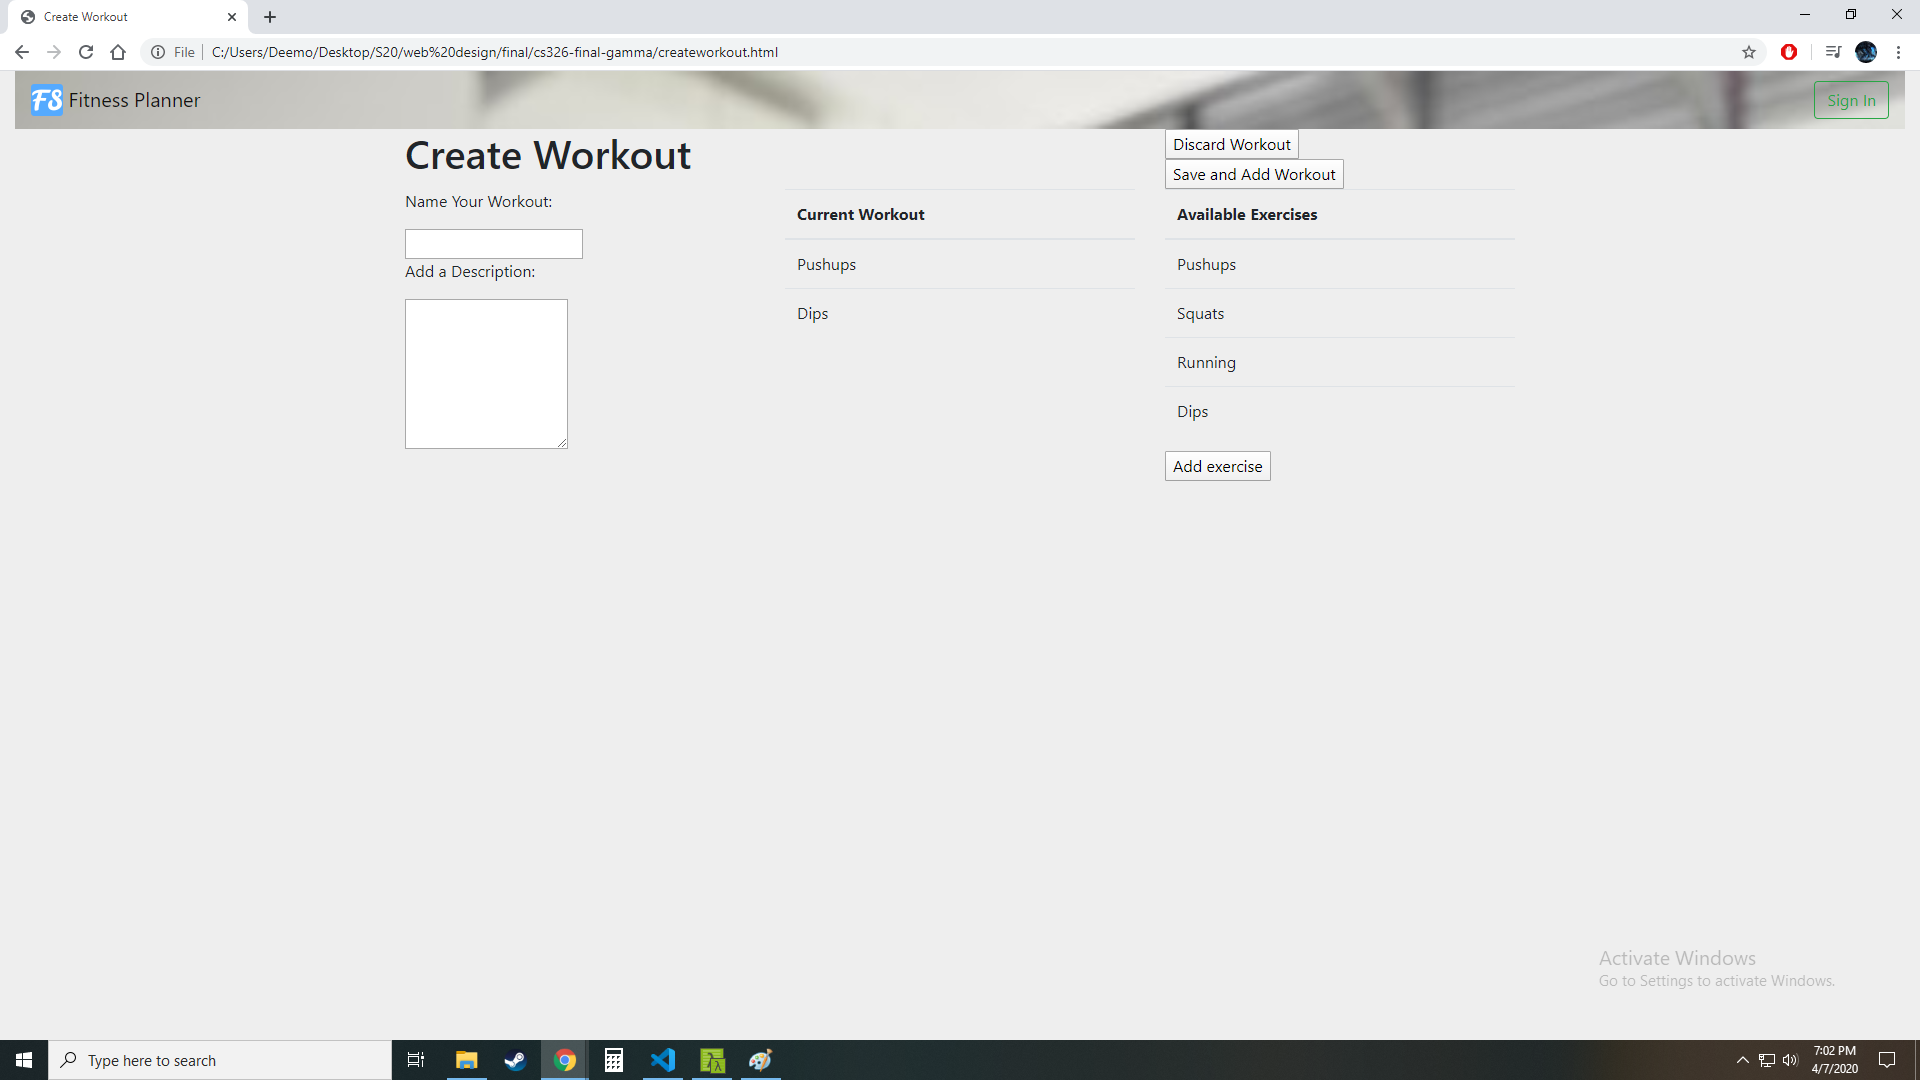 Create Workout
File
C:/Users/Deemo/Desktop/S20/web%20design/final/cs326-final-gamma/createworkout.html
FS Fitness Planner
Sign In
Create Workout
Discard Workout
Save and Add Workout
Name Your Workout:
Add a Description:
Current Workout
Pushups
Dips
Available Exercises
Pushups
Squats
Running
Dips
Add exercise
Activate Windows
Go to Settings to activate Windows.
Type here to search
7:02 PM
4/7/2020